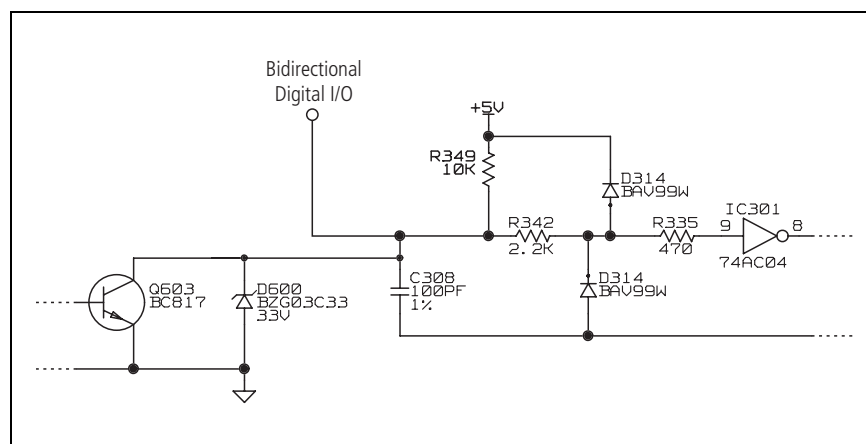 Bidirectional
Digital I/O
+5V
R349
10K
D314
BAV99W
R342
2.2K
R335
470
IC301
9
8
74AC04
Q603
BC817
D600
BZG03C33
33V
C308
100PF
1%
D314
BAV99W